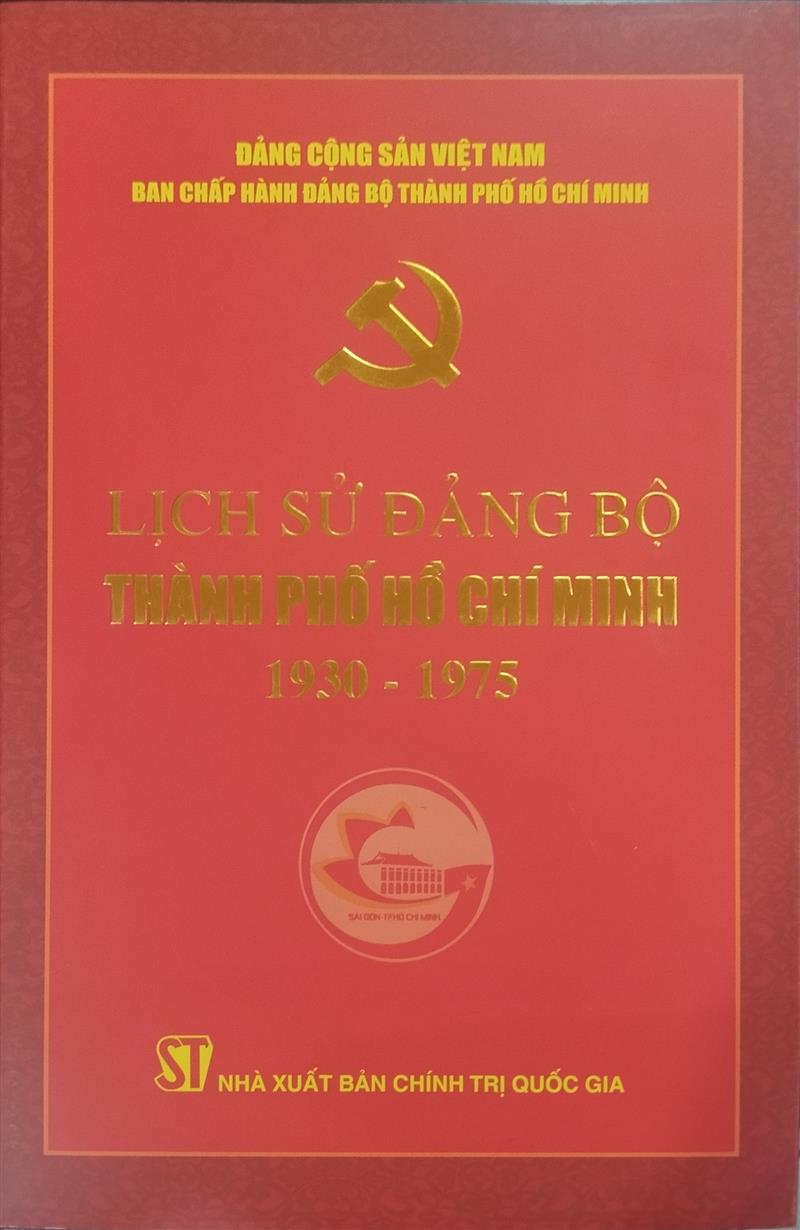 ĐẢNG CỘNG SẢN VIỆT NAM
BAN CHẤP HÀNH ĐẢNG BỘ THÀNH PHỐ HỒ CHÍ MINH
LỊCH SỬ ĐẢNG BỘ
THÀNH PHỐ HỒ CHÍ MINH
1930 - 1975
SÀI GÒN-TP.HỒ CHÍ MINH
ST NHÀ XUẤT BẢN CHÍNH TRỊ QUỐC GIA